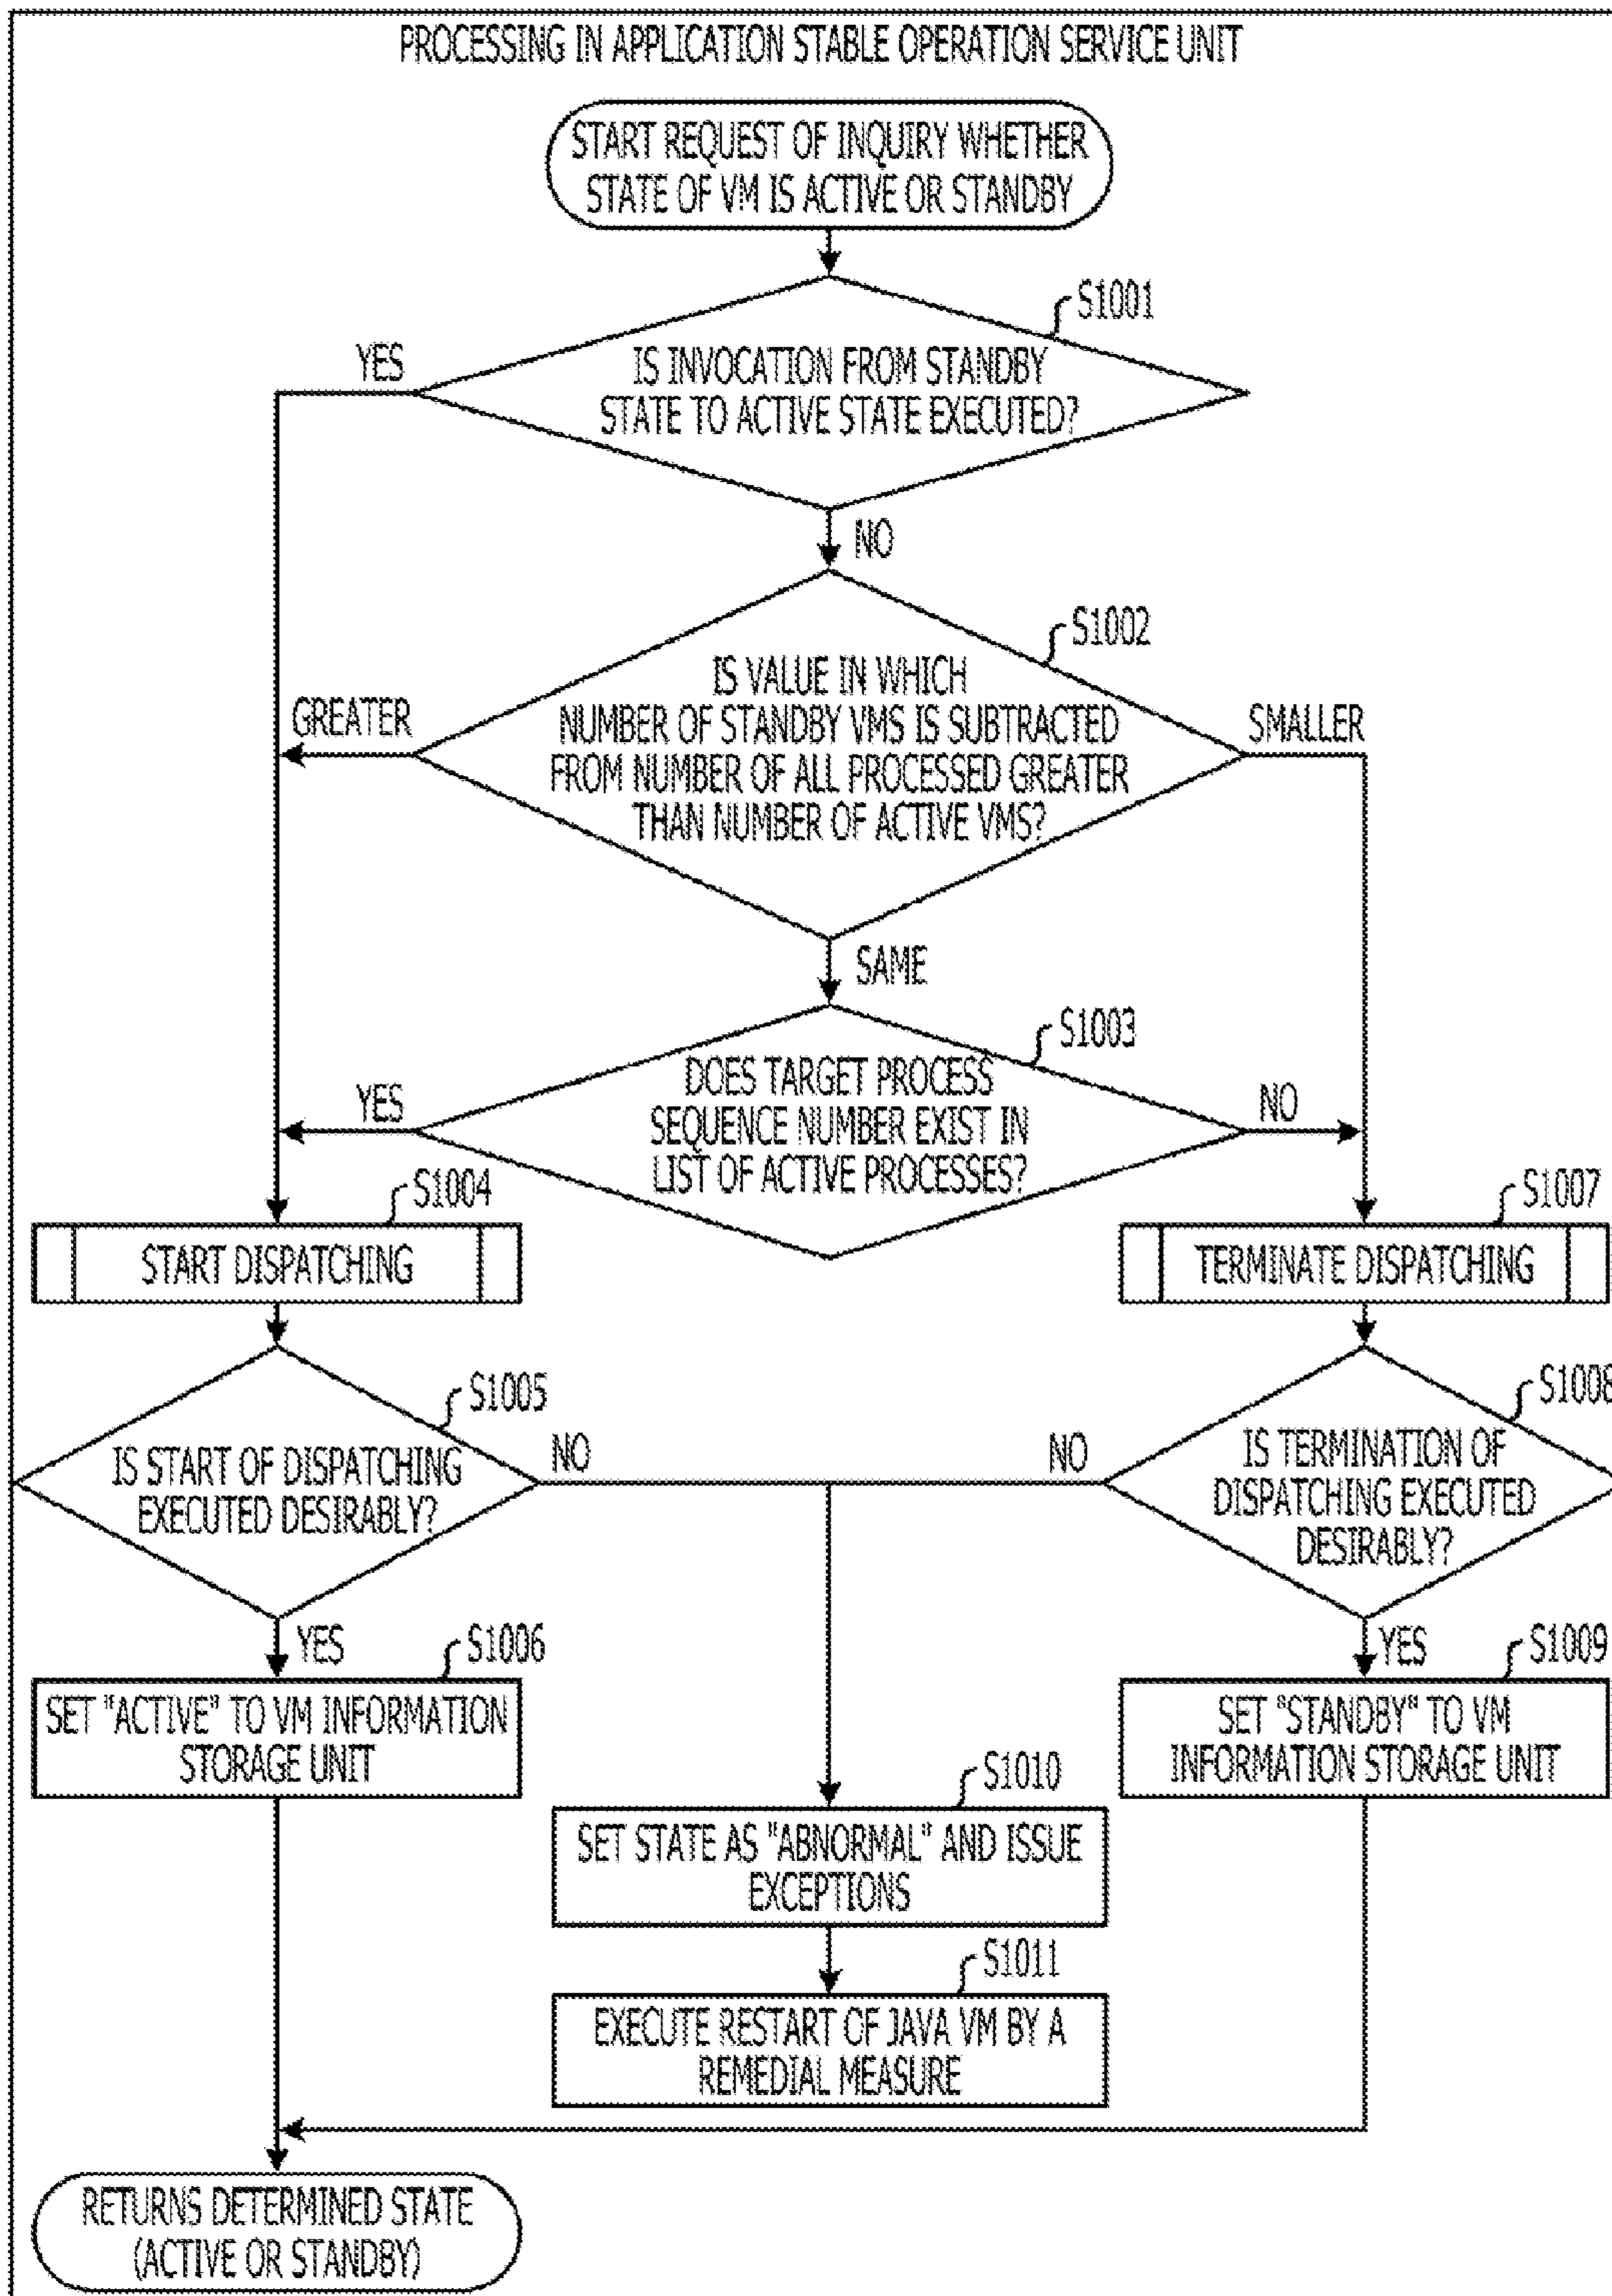 PROCESSING IN APPLICATION STABLE OPERATION SERVICE UNIT
START REQUEST OF INQUIRY WHETHER
STATE OF VM IS ACTIVE OR STANDBY
S1001
YES
IS INVOCATION FROM STANDBY
STATE TO ACTIVE STATE EXECUTED?
NO
S1002
IS VALUE IN WHICH
NUMBER OF STANDBY VMS IS SUBTRACTED
FROM NUMBER OF ALL PROCESSED GREATER
THAN NUMBER OF ACTIVE VMS?
GREATER
SMALLER
SAME
S1003
DOES TARGET PROCESS
SEQUENCE NUMBER EXIST IN
LIST OF ACTIVE PROCESSES?
YES
NO
S1004
START DISPATCHING
S1007
TERMINATE DISPATCHING
S1005
IS START OF DISPATCHING
EXECUTED DESIRABLY?
NO
S1008
NO
IS TERMINATION OF
DISPATCHING EXECUTED
DESIRABLY?
YES
S1006
SET "ACTIVE" TO VM INFORMATION
STORAGE UNIT
YES
S1009
SET "STANDBY" TO VM
INFORMATION STORAGE UNIT
S1010
SET STATE AS "ABNORMAL" AND ISSUE
EXCEPTIONS
S1011
EXECUTE RESTART OF JAVA VM BY A
REMEDIAL MEASURE
RETURNS DETERMINED STATE
(ACTIVE OR STANDBY)